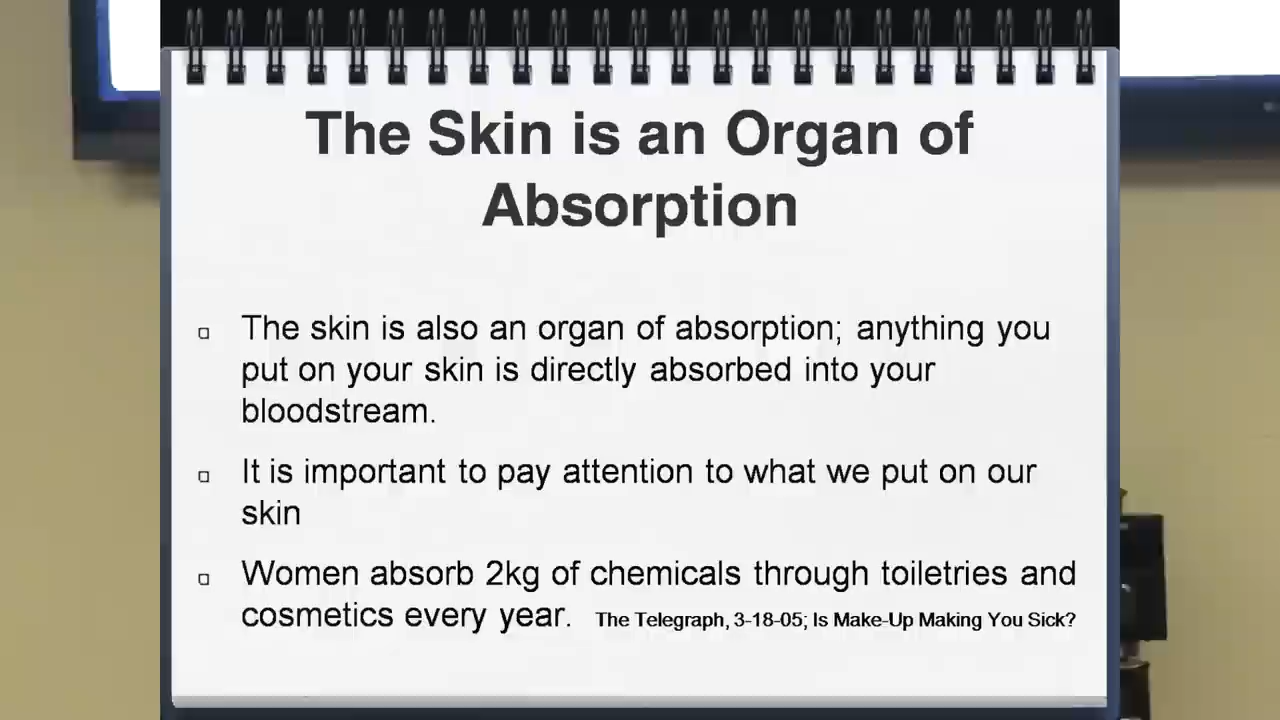 The Skin is an Organ of
Absorption
The skin is also an organ of absorption; anything you
put on your skin is directly absorbed into your
bloodstream.
It is important to pay attention to what we put on our
skin
Women absorb 2kg of chemicals through toiletries and
cosmetics every year. The Telegraph, 3-18-05; Is Make-Up Making You Sick?